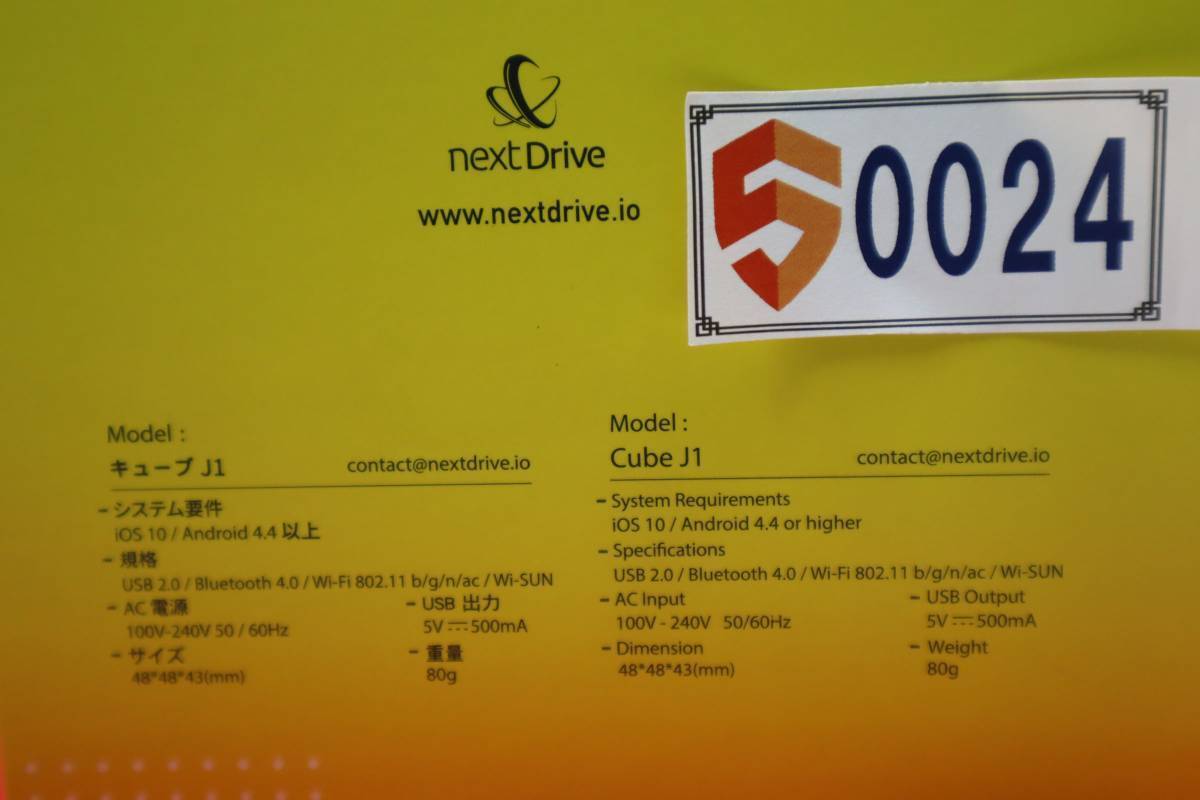 nextDrive
www.nextdrive.io
S 0024
Model :
キューブ J1 contact@nextdrive.io
- システム要件
iOS 10 / Android 4.4 以上
- 規格
USB 2.0 / Bluetooth 4.0 / Wi-Fi 802.11 b/g/n/ac / Wi-SUN
- AC 電源 - USB 出力
100V-240V 50 / 60Hz 5V ⎓ 500mA
- サイズ - 重量
48*48*43(mm) 80g
Model :
Cube J1 contact@nextdrive.io
- System Requirements
iOS 10 / Android 4.4 or higher
- Specifications
USB 2.0 / Bluetooth 4.0 / Wi-Fi 802.11 b/g/n/ac / Wi-SUN
- AC Input - USB Output
100V - 240V 50/60Hz 5V ⎓ 500mA
- Dimension - Weight
48*48*43(mm) 80g